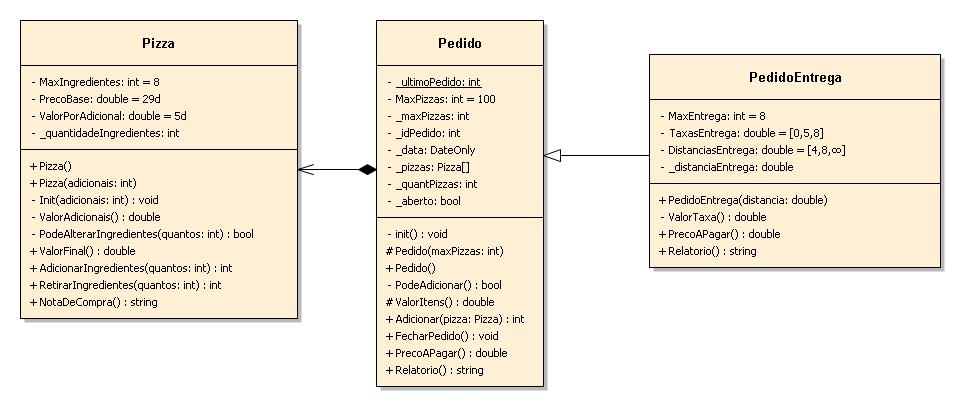 Pizza
- MaxIngredientes: int = 8
- PrecoBase: double = 29d
- ValorPorAdicional: double = 5d
- _quantidadeIngredientes: int
+ Pizza()
+ Pizza(adicionais: int)
- Init(adicionais: int) : void
- ValorAdicionais() : double
- PodeAlterarIngredientes(quantos: int) : bool
+ ValorFinal() : double
+ AdicionarIngredientes(quantos: int) : int
+ RetirarIngredientes(quantos: int) : int
+ NotaDeCompra() : string
Pedido
- _ultimoPedido: int
- MaxPizzas: int = 100
- _maxPizzas: int
- _idPedido: int
- _data: DateOnly
- _pizzas: Pizza[]
- _quantPizzas: int
- _aberto: bool
- init() : void
# Pedido(maxPizzas: int)
+ Pedido()
- PodeAdicionar() : bool
# ValorItens() : double
+ Adicionar(pizza: Pizza) : int
+ FecharPedido() : void
+ PrecoAPagar() : double
+ Relatorio() : string
PedidoEntrega
- MaxEntrega: int = 8
- TaxasEntrega: double = [0,5,8]
- DistanciasEntrega: double = [4,8,∞]
- _distanciaEntrega: double
+ PedidoEntrega(distancia: double)
- ValorTaxa() : double
+ PrecoAPagar() : double
+ Relatorio() : string